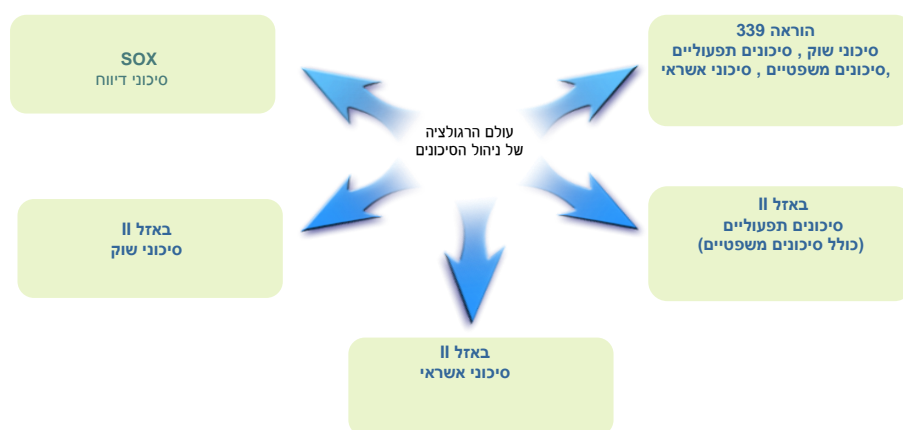 הוראה 339
סיכוני שוק , סיכונים תפעוליים
,סיכונים משפטיים , סיכוני אשראי
SOX
סיכוני דיווח
עולם הרגולציה
של ניהול הסיכונים
באזל II
סיכונים תפעוליים
(כולל סיכונים משפטיים)
באזל II
סיכוני שוק
באזל II
סיכוני אשראי